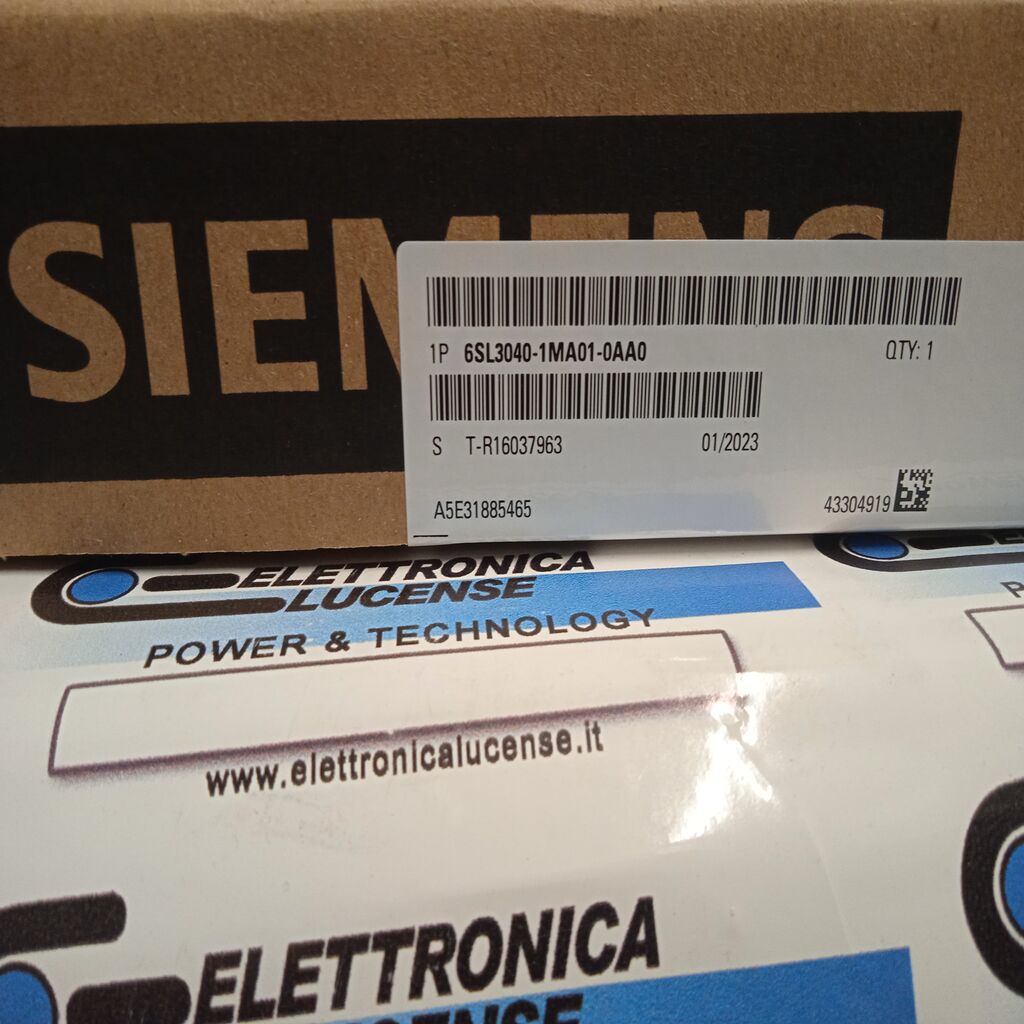 SIEMENS
1P 6SL3040-1MA01-0AA0 QTY: 1
S T-R16037963 01/2023
A5E31885465 43304919
ELETTRONICA
LUCENSE
POWER & TECHNOLOGY
www.elettronicalucense.it
ELETTRONICA